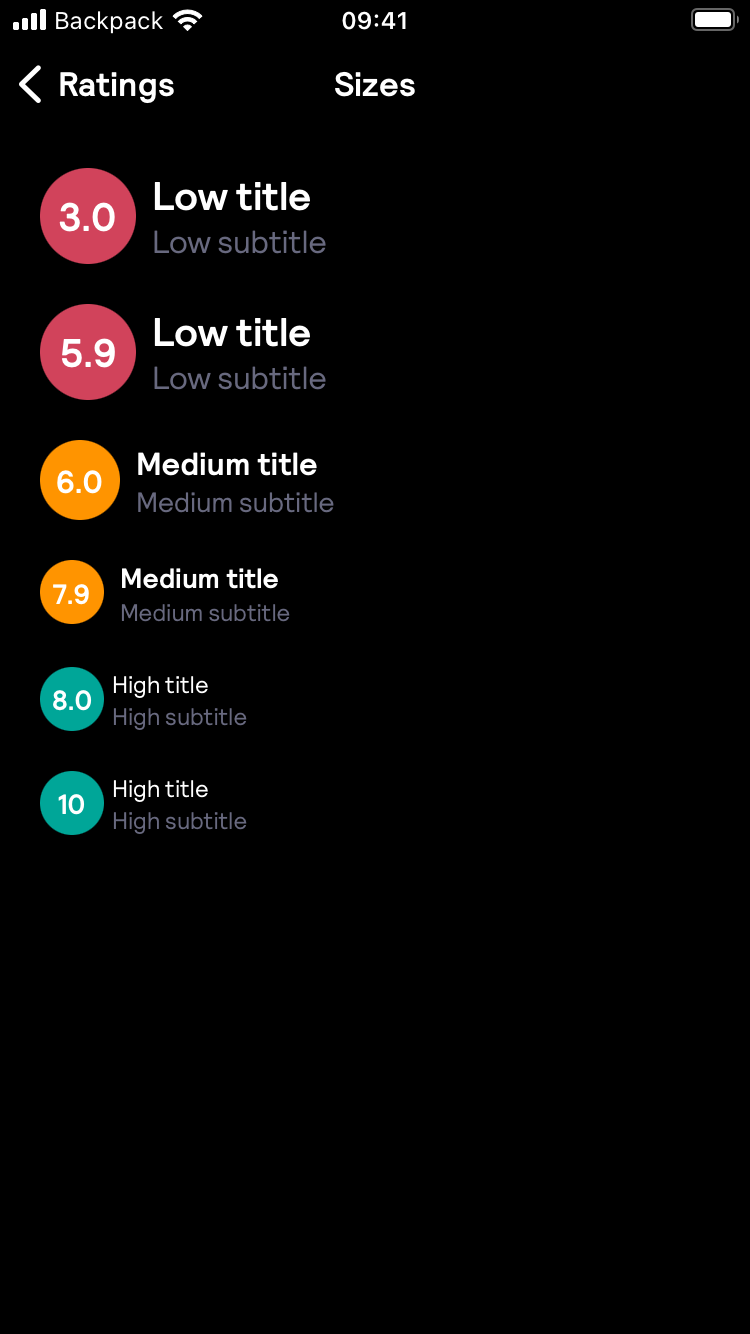 Backpack 09:41
Ratings Sizes
3.0 Low title
Low subtitle
5.9 Low title
Low subtitle
6.0 Medium title
Medium subtitle
7.9 Medium title
Medium subtitle
8.0 High title
High subtitle
10 High title
High subtitle